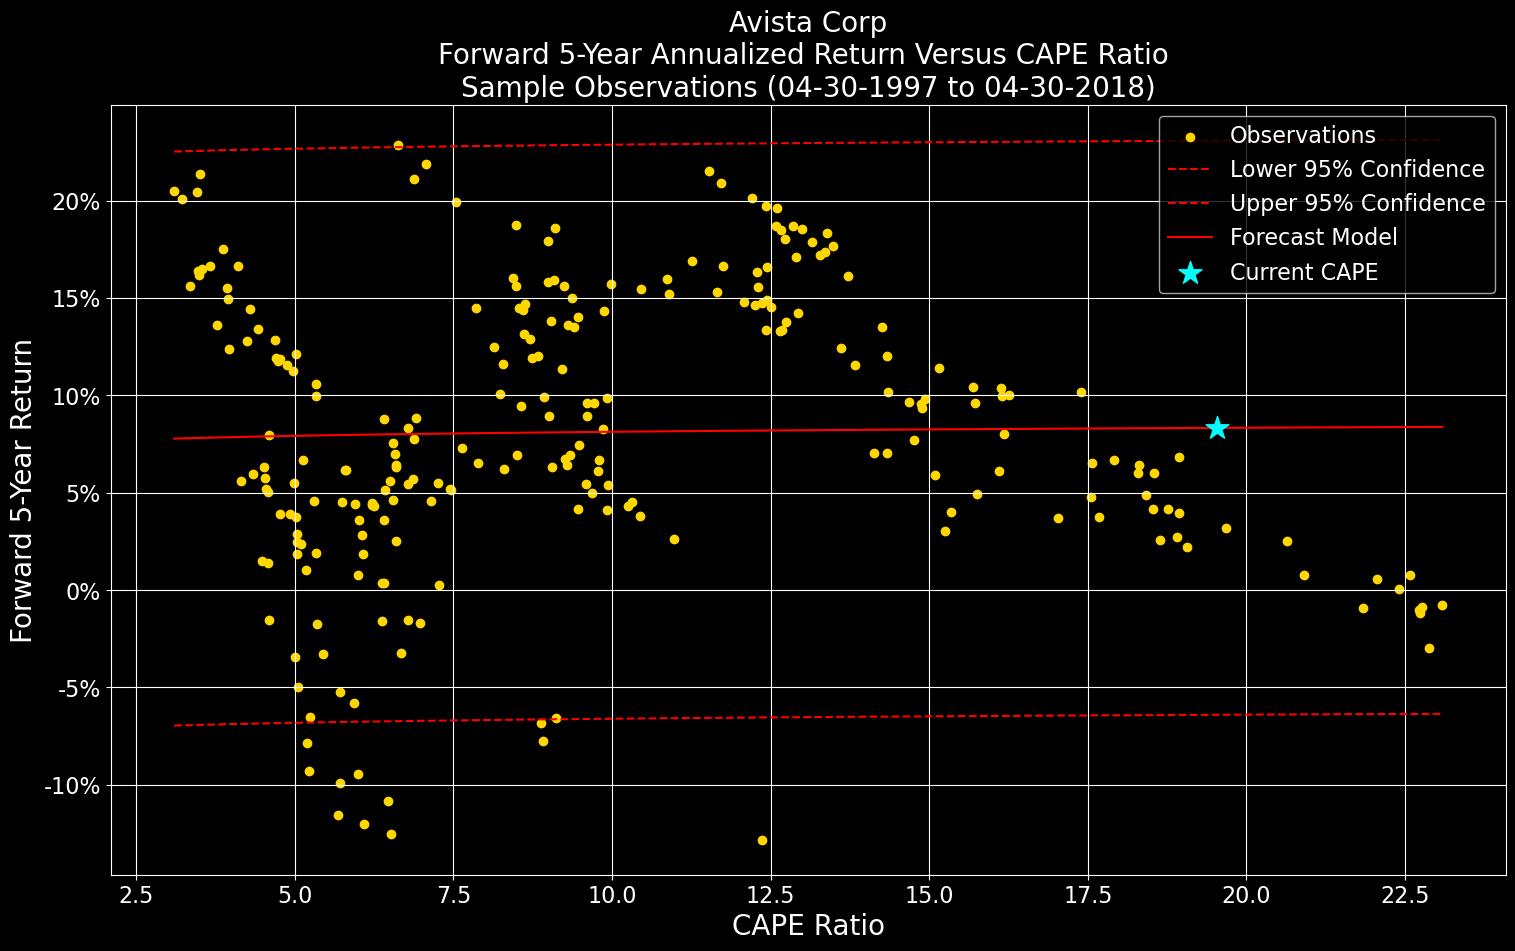 Avista Corp
Forward 5-Year Annualized Return Versus CAPE Ratio
Sample Observations (04-30-1997 to 04-30-2018)
Observations
Lower 95% Confidence
Upper 95% Confidence
Forecast Model
Current CAPE
Forward 5-Year Return
20%
15%
10%
5%
0%
-5%
-10%
2.5 5.0 7.5 10.0 12.5 15.0 17.5 20.0 22.5
CAPE Ratio